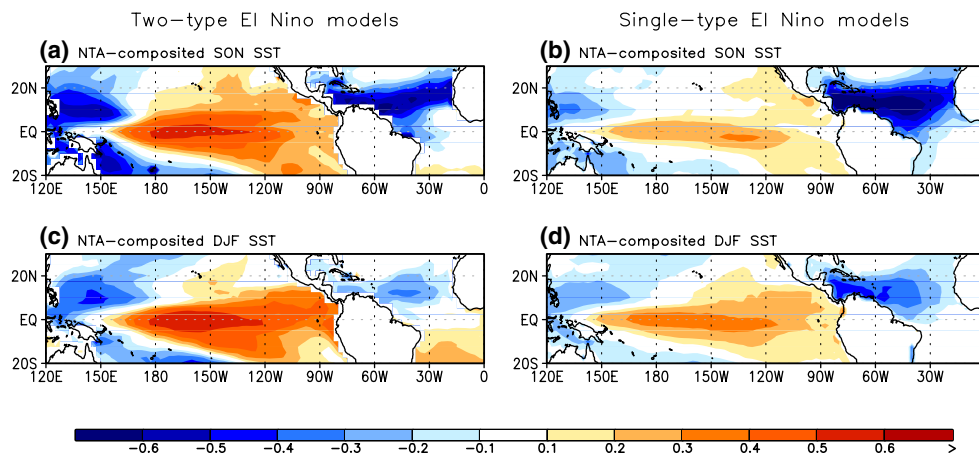 Two-type El Nino models
Single-type El Nino models
(a) NTA-composited SON SST
(b) NTA-composited SON SST
20N
EQ
20S
120E 150E 180 150W 120W 90W 60W 30W 0
20N
EQ
20S
120E 150E 180 150W 120W 90W 60W 30W
(c) NTA-composited DJF SST
(d) NTA-composited DJF SST
20N
EQ
20S
120E 150E 180 150W 120W 90W 60W 30W 0
20N
EQ
20S
120E 150E 180 150W 120W 90W 60W 30W
-0.6 -0.5 -0.4 -0.3 -0.2 -0.1 0.1 0.2 0.3 0.4 0.5 0.6 >